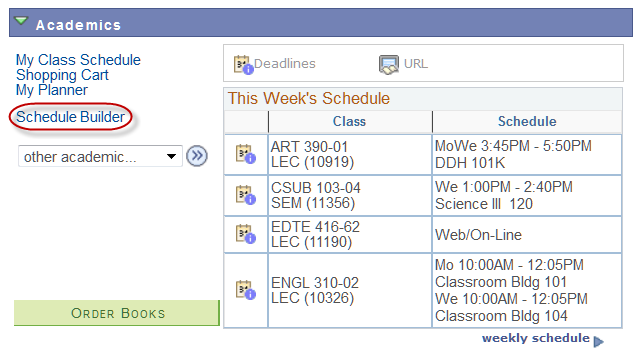 Academics
My Class Schedule
Shopping Cart
My Planner
Schedule Builder
other academic...
ORDER BOOKS
Deadlines URL
This Week's Schedule
Class Schedule
ART 390-01
LEC (10919)
MoWe 3:45PM - 5:50PM
DDH 101K
CSUB 103-04
SEM (11356)
We 1:00PM - 2:40PM
Science III 120
EDTE 416-62
LEC (11190)
Web/On-Line
ENGL 310-02
LEC (10326)
Mo 10:00AM - 12:05PM
Classroom Bldg 101
We 10:00AM - 12:05PM
Classroom Bldg 104
weekly schedule